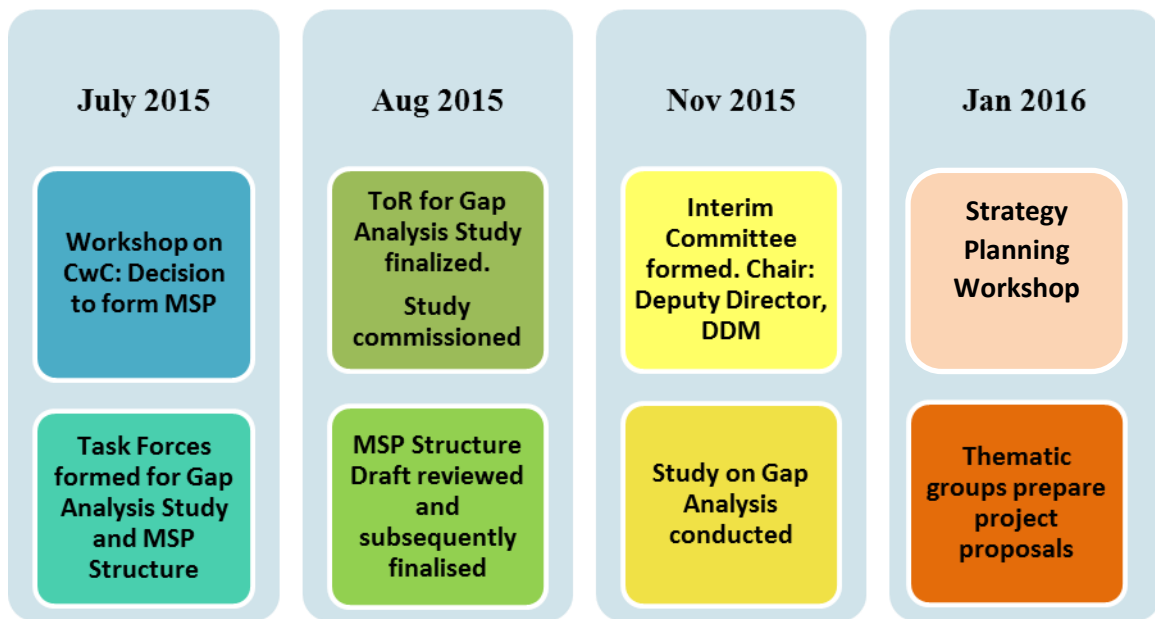 July 2015
Workshop on
CwC: Decision
to form MSP
Task Forces
formed for Gap
Analysis Study
and MSP
Structure
Aug 2015
ToR for Gap
Analysis Study
finalized.
Study
commissioned
MSP Structure
Draft reviewed
and
subsequently
finalised
Nov 2015
Interim
Committee
formed. Chair:
Deputy Director,
DDM
Study on Gap
Analysis
conducted
Jan 2016
Strategy
Planning
Workshop
Thematic
groups prepare
project
proposals